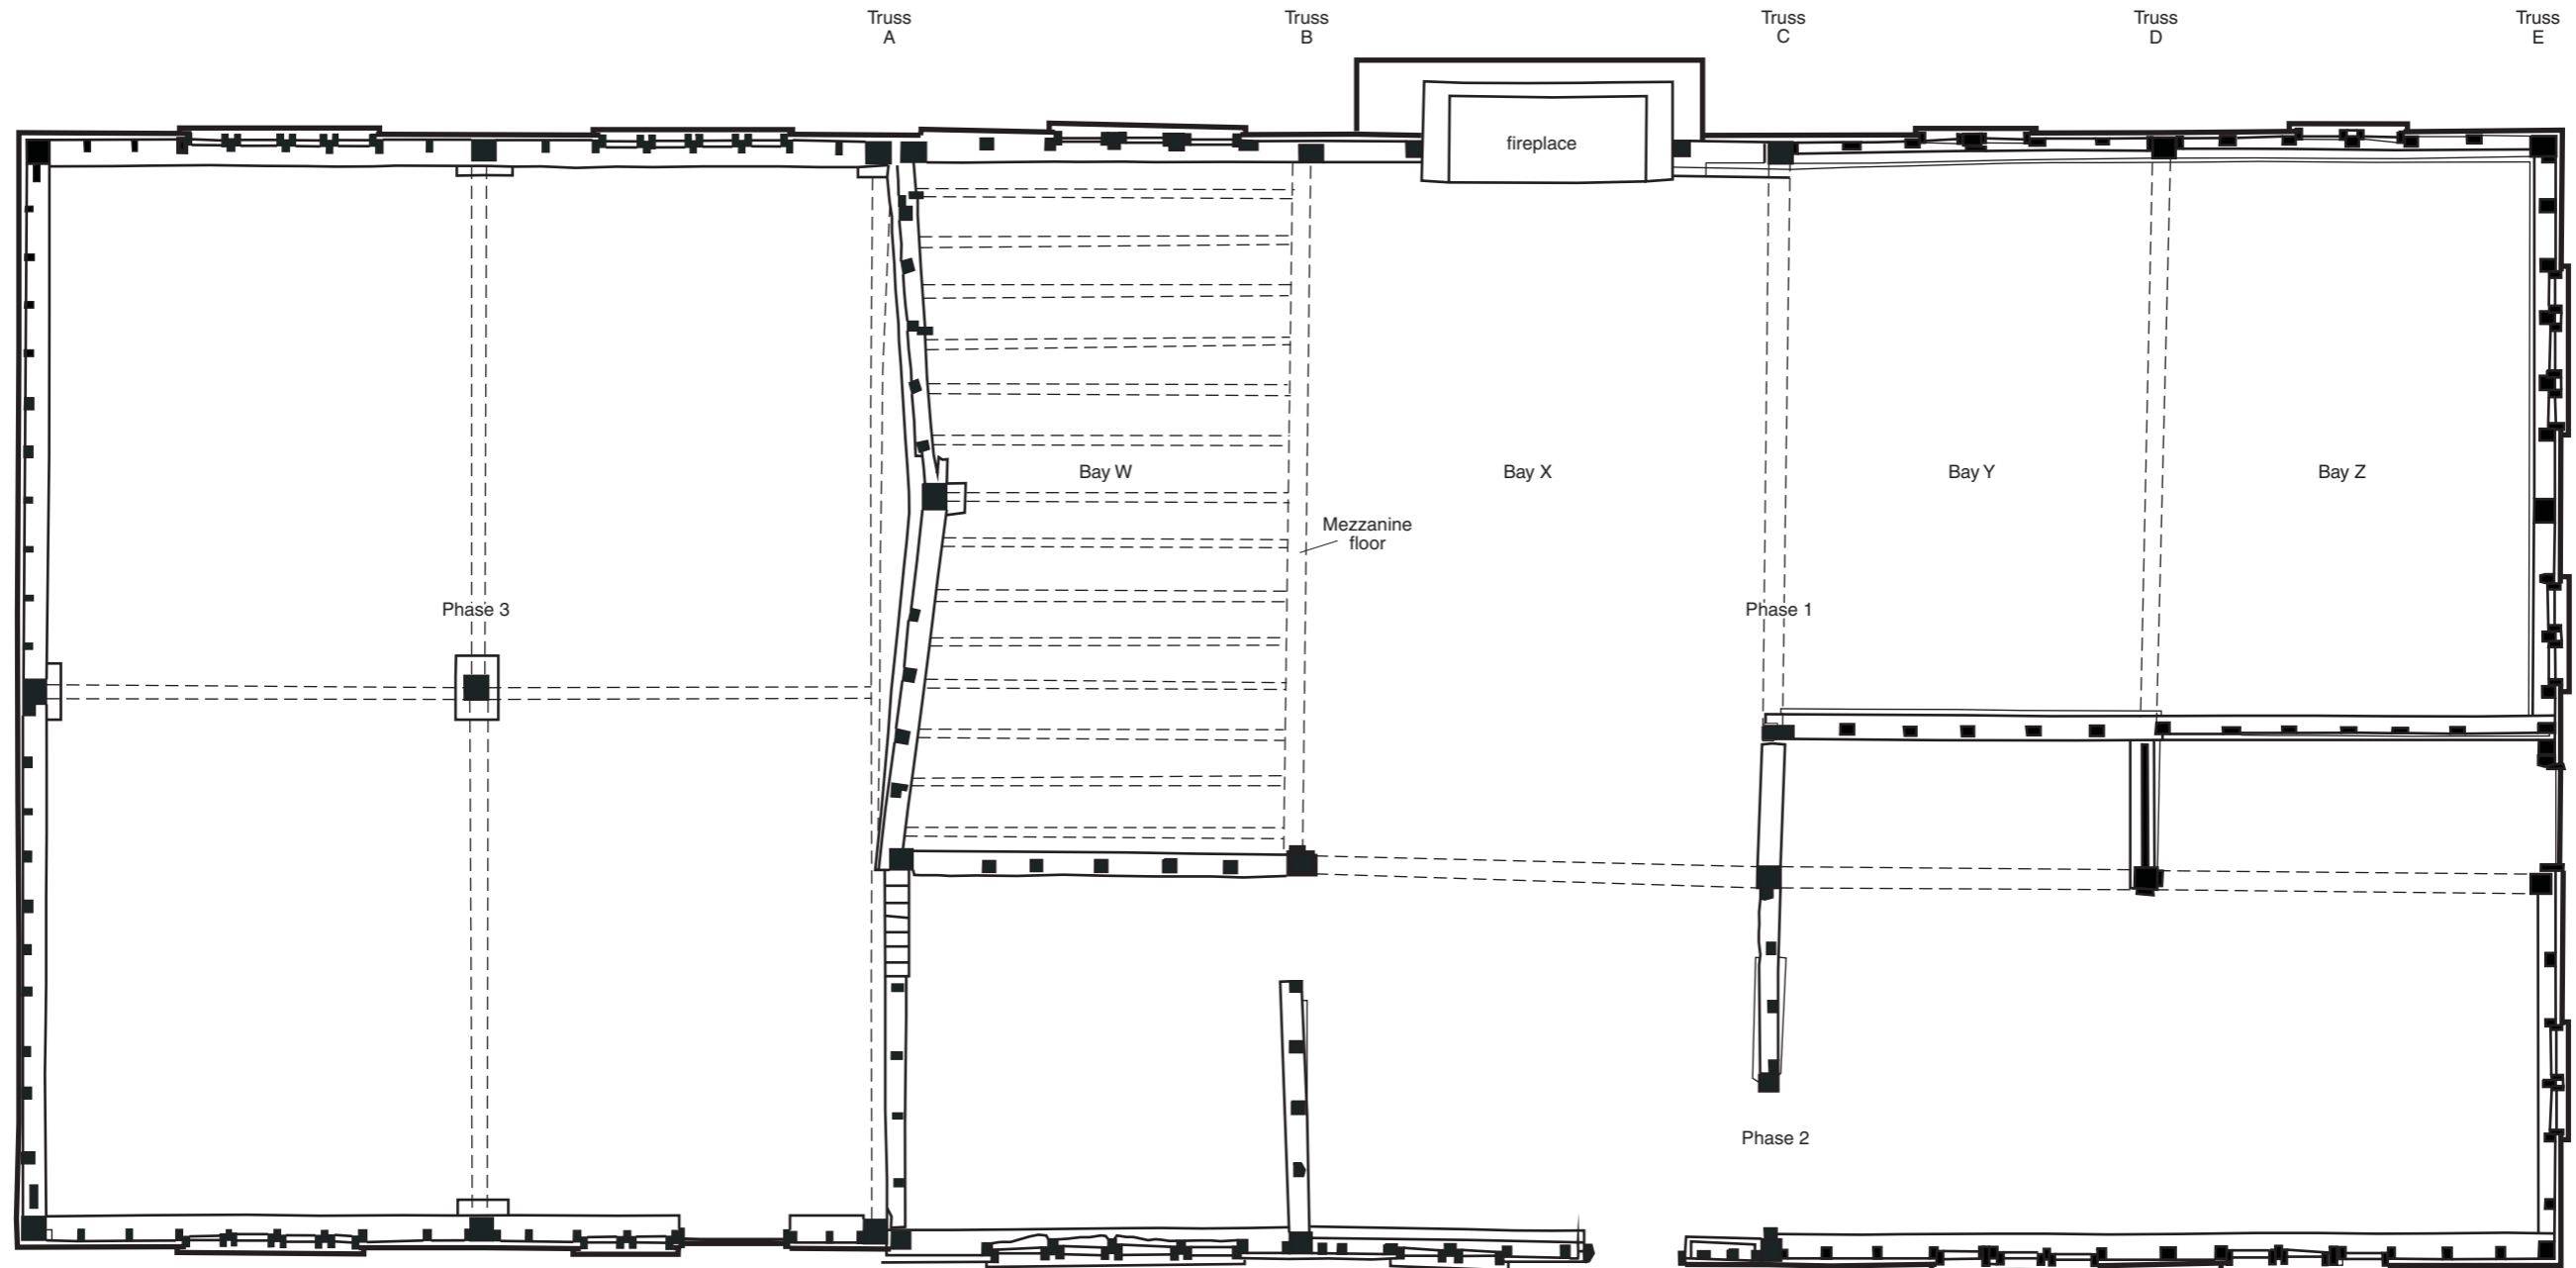 Truss
A
Truss
B
Truss
C
Truss
D
Truss
E
fireplace
Bay W
Bay X
Bay Y
Bay Z
Mezzanine
floor
Phase 3
Phase 1
Phase 2